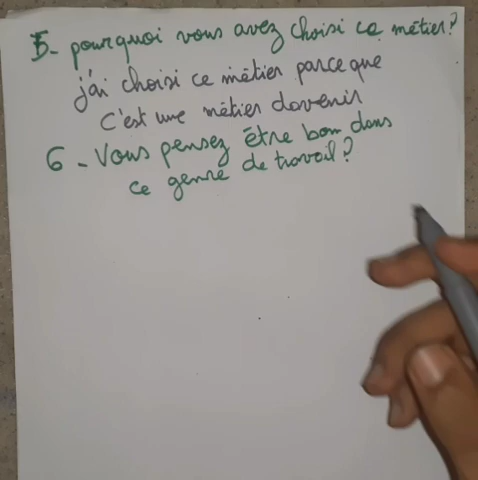 5- pourquoi vous avez choisi ce métier?
j'ai choisi ce métier parce que
c'est une métier davenir
6 - Vous pensez être bon dans
ce genre de travail?